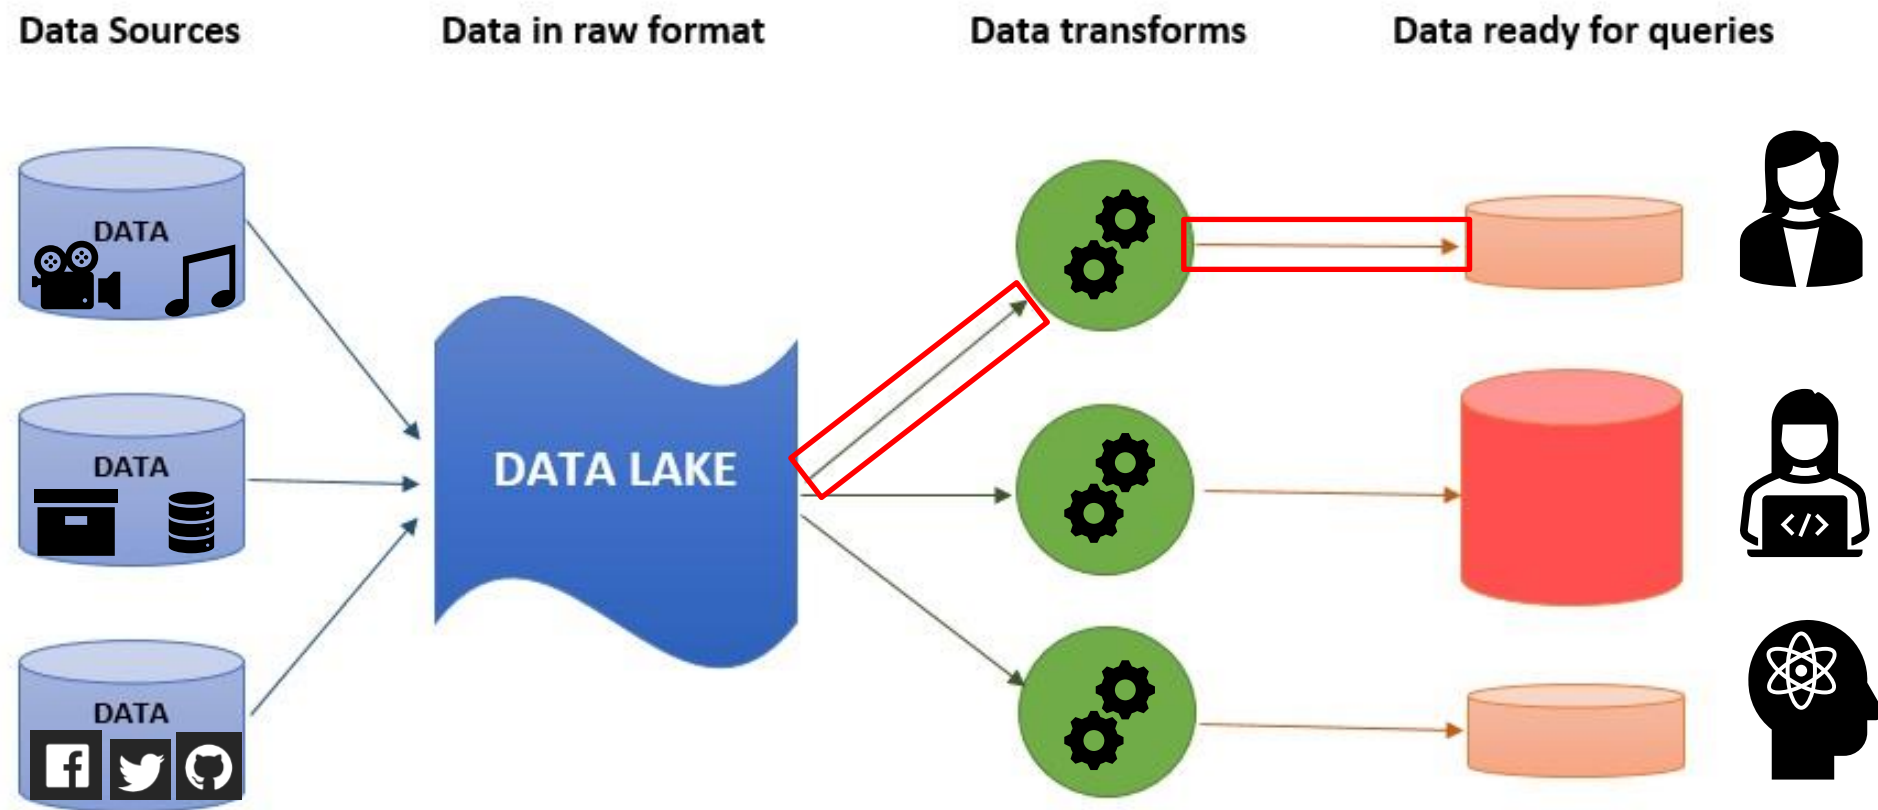 Data Sources
Data in raw format
Data transforms
Data ready for queries
DATA
DATA
DATA
DATA LAKE
</>